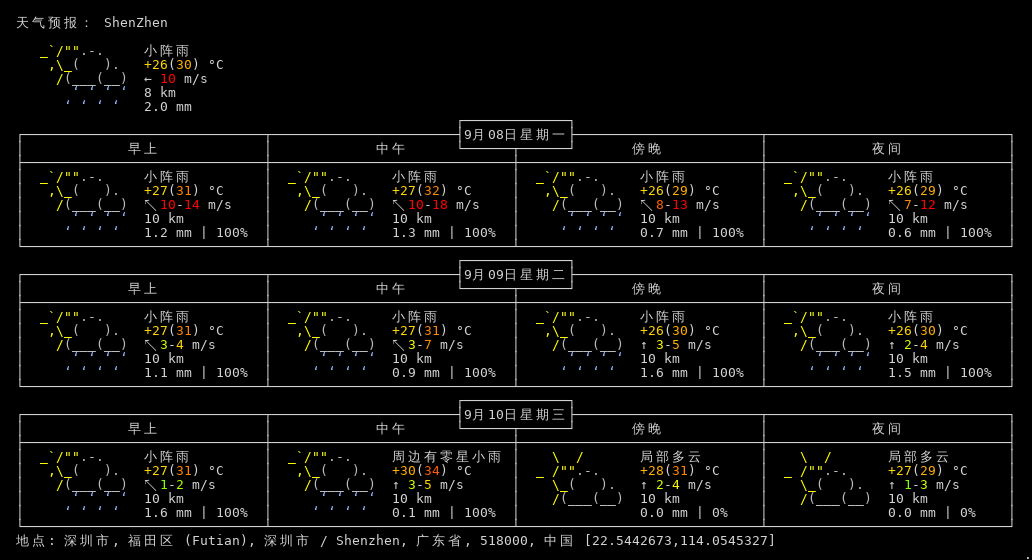 天气预报： ShenZhen
小阵雨
+26(30) °C
← 10 m/s
8 km
2.0 mm
9月08日星期一
早上 中午 傍晚 夜间
小阵雨 小阵雨 小阵雨 小阵雨
+27(31) °C +27(32) °C +26(29) °C +26(29) °C
↖ 10-14 m/s ↖ 10-18 m/s ↖ 8-13 m/s ↖ 7-12 m/s
10 km 10 km 10 km 10 km
1.2 mm | 100% 1.3 mm | 100% 0.7 mm | 100% 0.6 mm | 100%
9月09日星期二
早上 中午 傍晚 夜间
小阵雨 小阵雨 小阵雨 小阵雨
+27(31) °C +27(31) °C +26(30) °C +26(30) °C
↖ 3-4 m/s ↖ 3-7 m/s ↑ 3-5 m/s ↑ 2-4 m/s
10 km 10 km 10 km 10 km
1.1 mm | 100% 0.9 mm | 100% 1.6 mm | 100% 1.5 mm | 100%
9月10日星期三
早上 中午 傍晚 夜间
小阵雨 周边有零星小雨 局部多云 局部多云
+27(31) °C +30(34) °C +28(31) °C +27(29) °C
↖ 1-2 m/s ↑ 3-5 m/s ↑ 2-4 m/s ↑ 1-3 m/s
10 km 10 km 10 km 10 km
1.6 mm | 100% 0.1 mm | 100% 0.0 mm | 0% 0.0 mm | 0%
地点: 深圳市, 福田区 (Futian), 深圳市 / Shenzhen, 广东省, 518000, 中国 [22.5442673,114.0545327]